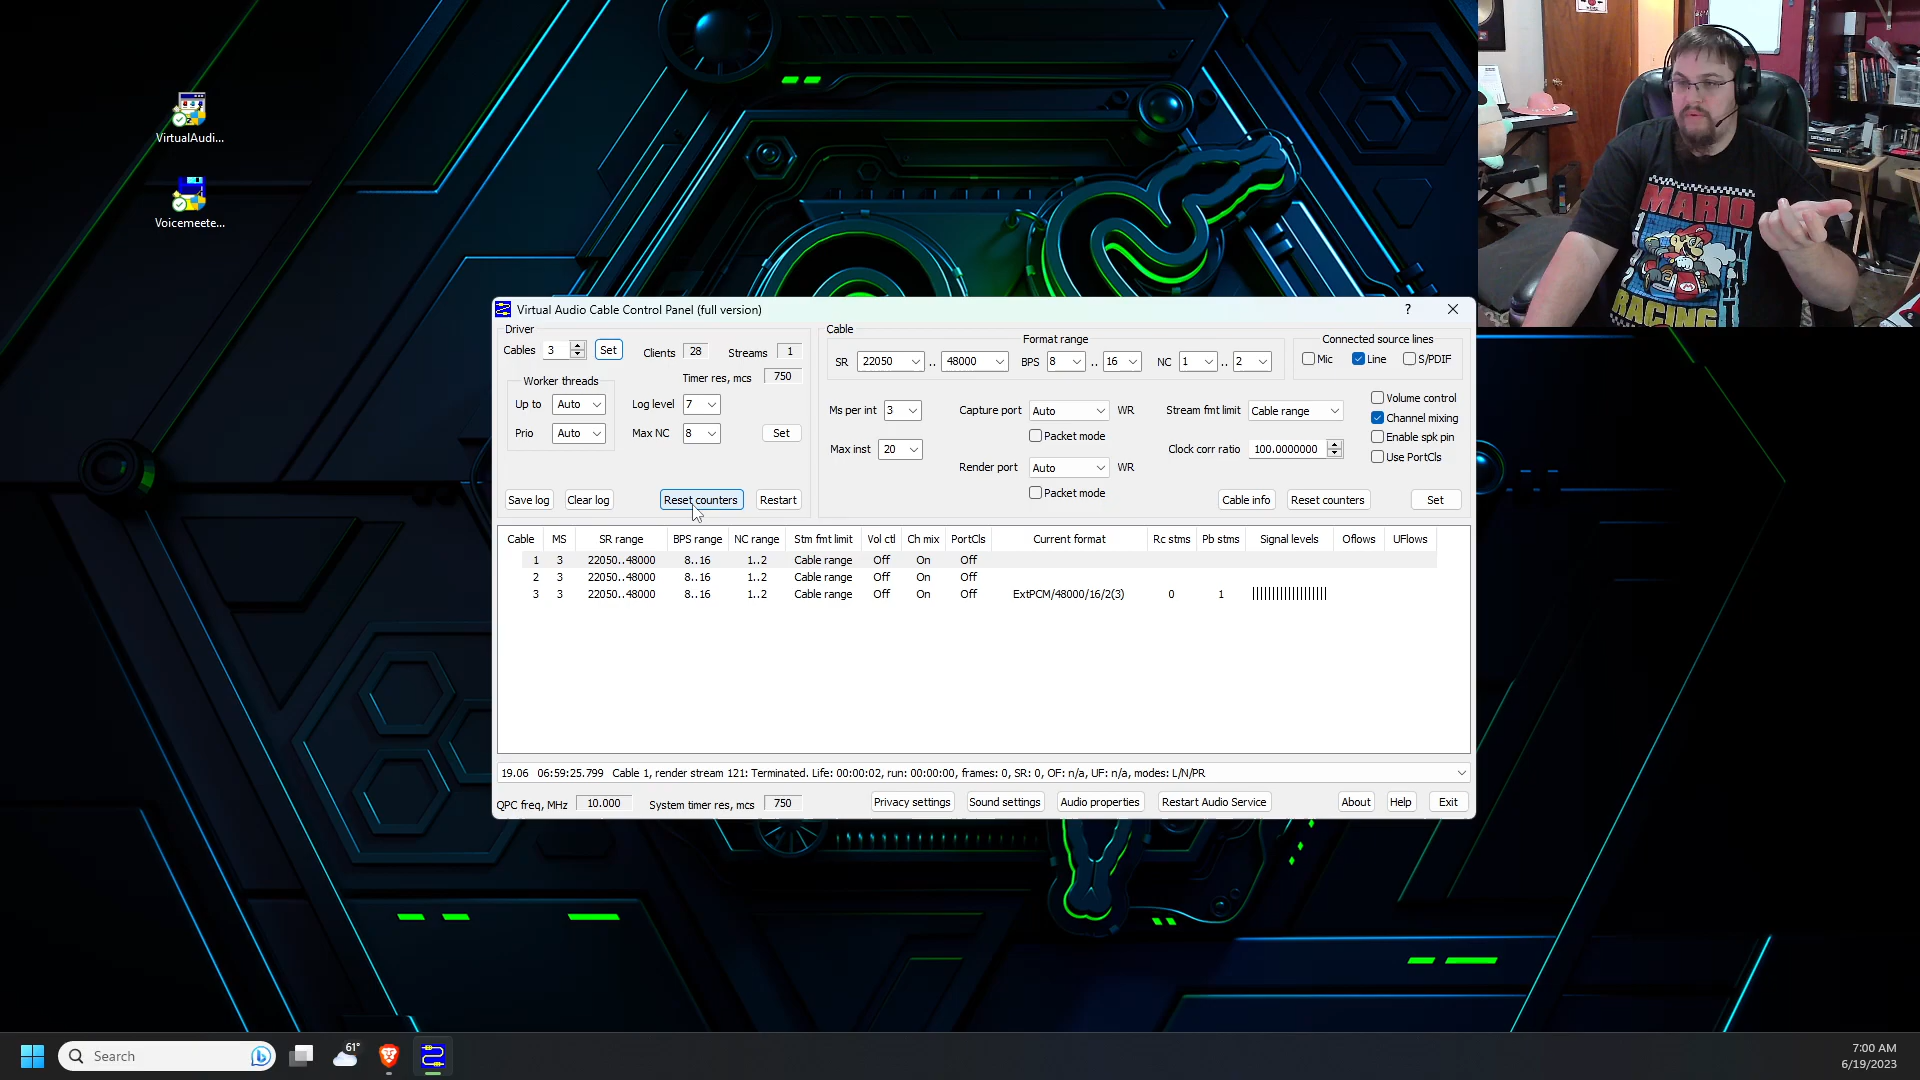 VirtualAudi...
Voicemeete...
MARIO
KART
RACING
Virtual Audio Cable Control Panel (full version)
?
Driver
Cables 3 Set Clients 28 Streams 1
Timer res, mcs 750
Worker threads
Up to Auto Log level 7
Prio Auto Max NC 8 Set
Save log Clear log Reset counters Restart
Cable
Format range
SR 22050 .. 48000 BPS 8 .. 16 NC 1 .. 2
Connected source lines
Mic Line S/PDIF
Ms per int 3 Capture port Auto WR Stream fmt limit Cable range
Packet mode
Max inst 20 Clock corr ratio 100.0000000
Render port Auto WR
Packet mode
Volume control
Channel mixing
Enable spk pin
Use PortCls
Cable info Reset counters Set
Cable MS SR range BPS range NC range Stm fmt limit Vol ctl Ch mix PortCls Current format Rc stms Pb stms Signal levels Oflows UFlows
1 3 22050..48000 8..16 1..2 Cable range Off On Off
2 3 22050..48000 8..16 1..2 Cable range Off On Off
3 3 22050..48000 8..16 1..2 Cable range Off On Off ExtPCM/48000/16/2(3) 0 1 ||||||||||||||||||
19.06 06:59:25.799 Cable 1, render stream 121: Terminated. Life: 00:00:02, run: 00:00:00, frames: 0, SR: 0, OF: n/a, UF: n/a, modes: L/N/PR
QPC freq, MHz 10.000 System timer res, mcs 750 Privacy settings Sound settings Audio properties Restart Audio Service About Help Exit
Search
61°
7:00 AM
6/19/2023